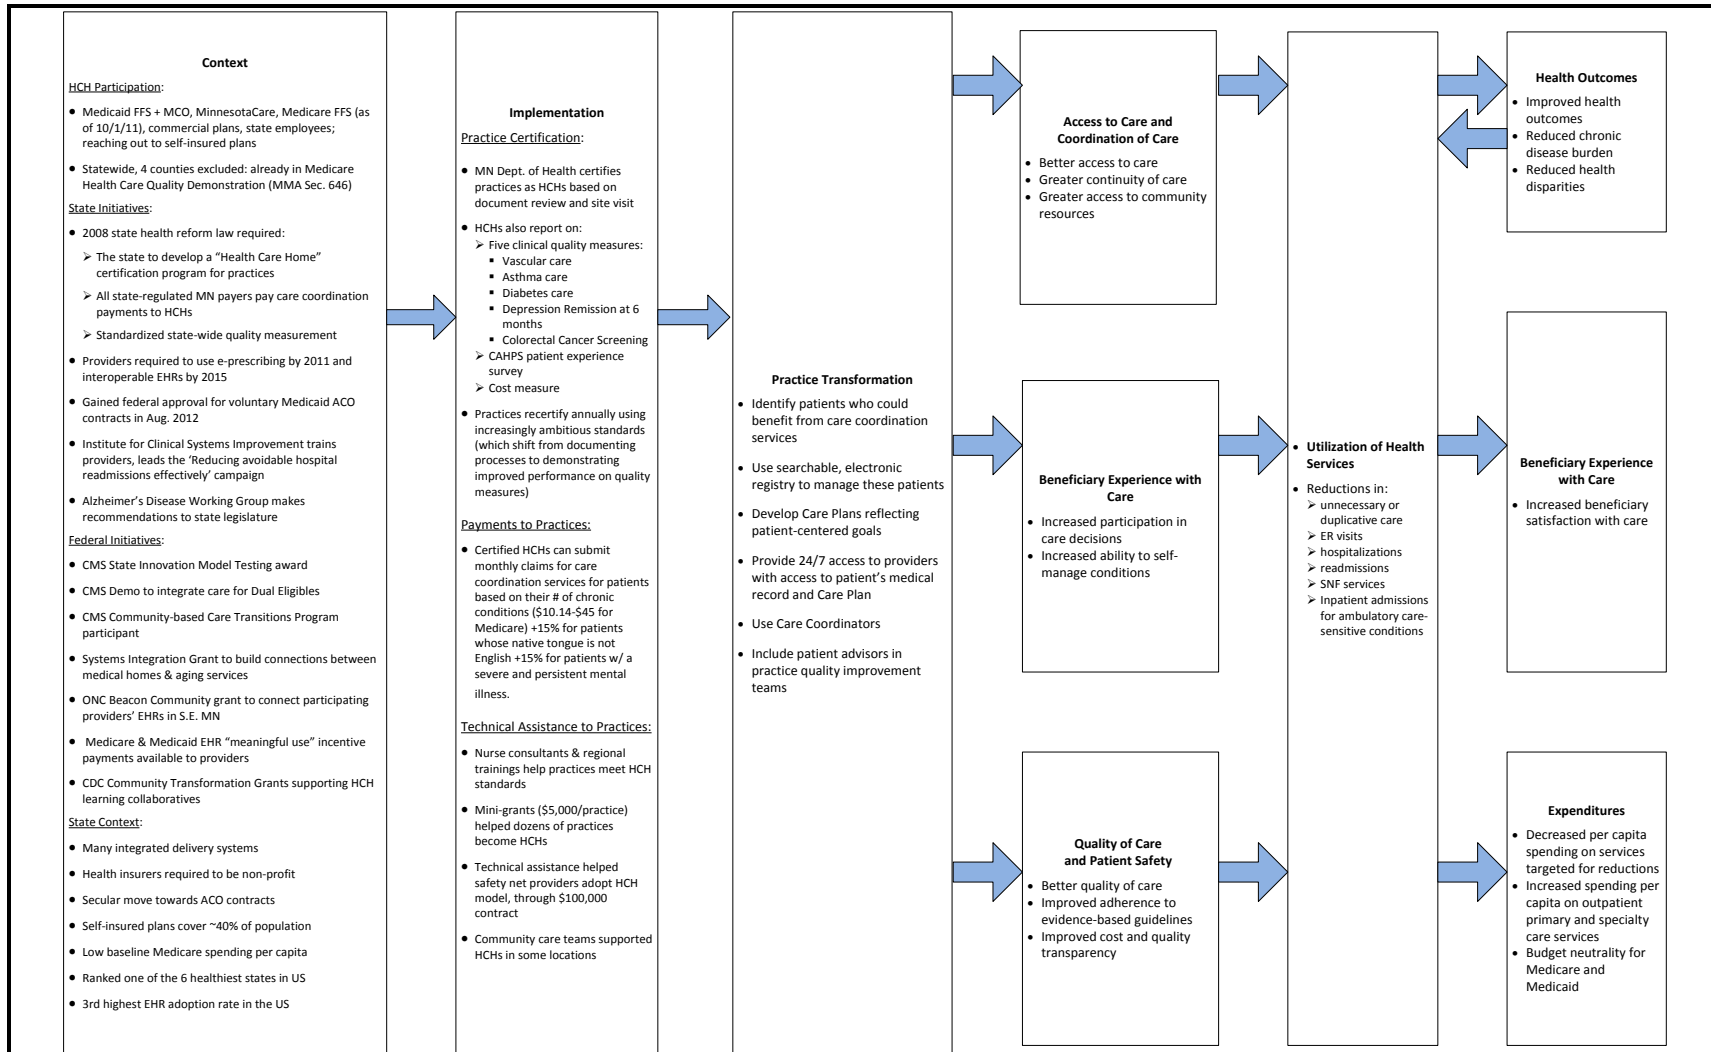 Context
HCH Participation:
• Medicaid FFS + MCO, MinnesotaCare, Medicare FFS (as
of 10/1/11), commercial plans, state employees;
reaching out to self-insured plans
• Statewide, 4 counties excluded: already in Medicare
Health Care Quality Demonstration (MMA Sec. 646)
State Initiatives:
• 2008 state health reform law required:
➢ The state to develop a “Health Care Home”
certification program for practices
➢ All state-regulated MN payers pay care coordination
payments to HCHs
➢ Standardized state-wide quality measurement
• Providers required to use e-prescribing by 2011 and
interoperable EHRs by 2015
• Gained federal approval for voluntary Medicaid ACO
contracts in Aug. 2012
• Institute for Clinical Systems Improvement trains
providers, leads the ‘Reducing avoidable hospital
readmissions effectively’ campaign
• Alzheimer’s Disease Working Group makes
recommendations to state legislature
Federal Initiatives:
• CMS State Innovation Model Testing award
• CMS Demo to integrate care for Dual Eligibles
• CMS Community-based Care Transitions Program
participant
• Systems Integration Grant to build connections between
medical homes & aging services
• ONC Beacon Community grant to connect participating
providers’ EHRs in S.E. MN
• Medicare & Medicaid EHR “meaningful use” incentive
payments available to providers
• CDC Community Transformation Grants supporting HCH
learning collaboratives
State Context:
• Many integrated delivery systems
• Health insurers required to be non-profit
• Secular move towards ACO contracts
• Self-insured plans cover ~40% of population
• Low baseline Medicare spending per capita
• Ranked one of the 6 healthiest states in US
• 3rd highest EHR adoption rate in the US
Implementation
Practice Certification:
• MN Dept. of Health certifies
practices as HCHs based on
document review and site visit
• HCHs also report on:
➢ Five clinical quality measures:
▪ Vascular care
▪ Asthma care
▪ Diabetes care
▪ Depression Remission at 6
months
▪ Colorectal Cancer Screening
➢ CAHPS patient experience
survey
➢ Cost measure
• Practices recertify annually using
increasingly ambitious standards
(which shift from documenting
processes to demonstrating
improved performance on quality
measures)
Payments to Practices:
• Certified HCHs can submit
monthly claims for care
coordination services for patients
based on their # of chronic
conditions ($10.14-$45 for
Medicare) +15% for patients
whose native tongue is not
English +15% for patients w/ a
severe and persistent mental
illness.
Technical Assistance to Practices:
• Nurse consultants & regional
trainings help practices meet HCH
standards
• Mini-grants ($5,000/practice)
helped dozens of practices
become HCHs
• Technical assistance helped
safety net providers adopt HCH
model, through $100,000
contract
• Community care teams supported
HCHs in some locations
Practice Transformation
• Identify patients who could
benefit from care coordination
services
• Use searchable, electronic
registry to manage these patients
• Develop Care Plans reflecting
patient-centered goals
• Provide 24/7 access to providers
with access to patient’s medical
record and Care Plan
• Use Care Coordinators
• Include patient advisors in
practice quality improvement
teams
Access to Care and
Coordination of Care
• Better access to care
• Greater continuity of care
• Greater access to community
resources
Beneficiary Experience with
Care
• Increased participation in
care decisions
• Increased ability to self-
manage conditions
Quality of Care
and Patient Safety
• Better quality of care
• Improved adherence to
evidence-based guidelines
• Improved cost and quality
transparency
• Utilization of Health
Services
• Reductions in:
➢ unnecessary or
duplicative care
➢ ER visits
➢ hospitalizations
➢ readmissions
➢ SNF services
➢ Inpatient admissions
for ambulatory care-
sensitive conditions
Health Outcomes
• Improved health
outcomes
• Reduced chronic
disease burden
• Reduced health
disparities
Beneficiary Experience
with Care
• Increased beneficiary
satisfaction with care
Expenditures
• Decreased per capita
spending on services
targeted for reductions
• Increased spending per
capita on outpatient
primary and specialty
care services
• Budget neutrality for
Medicare and
Medicaid